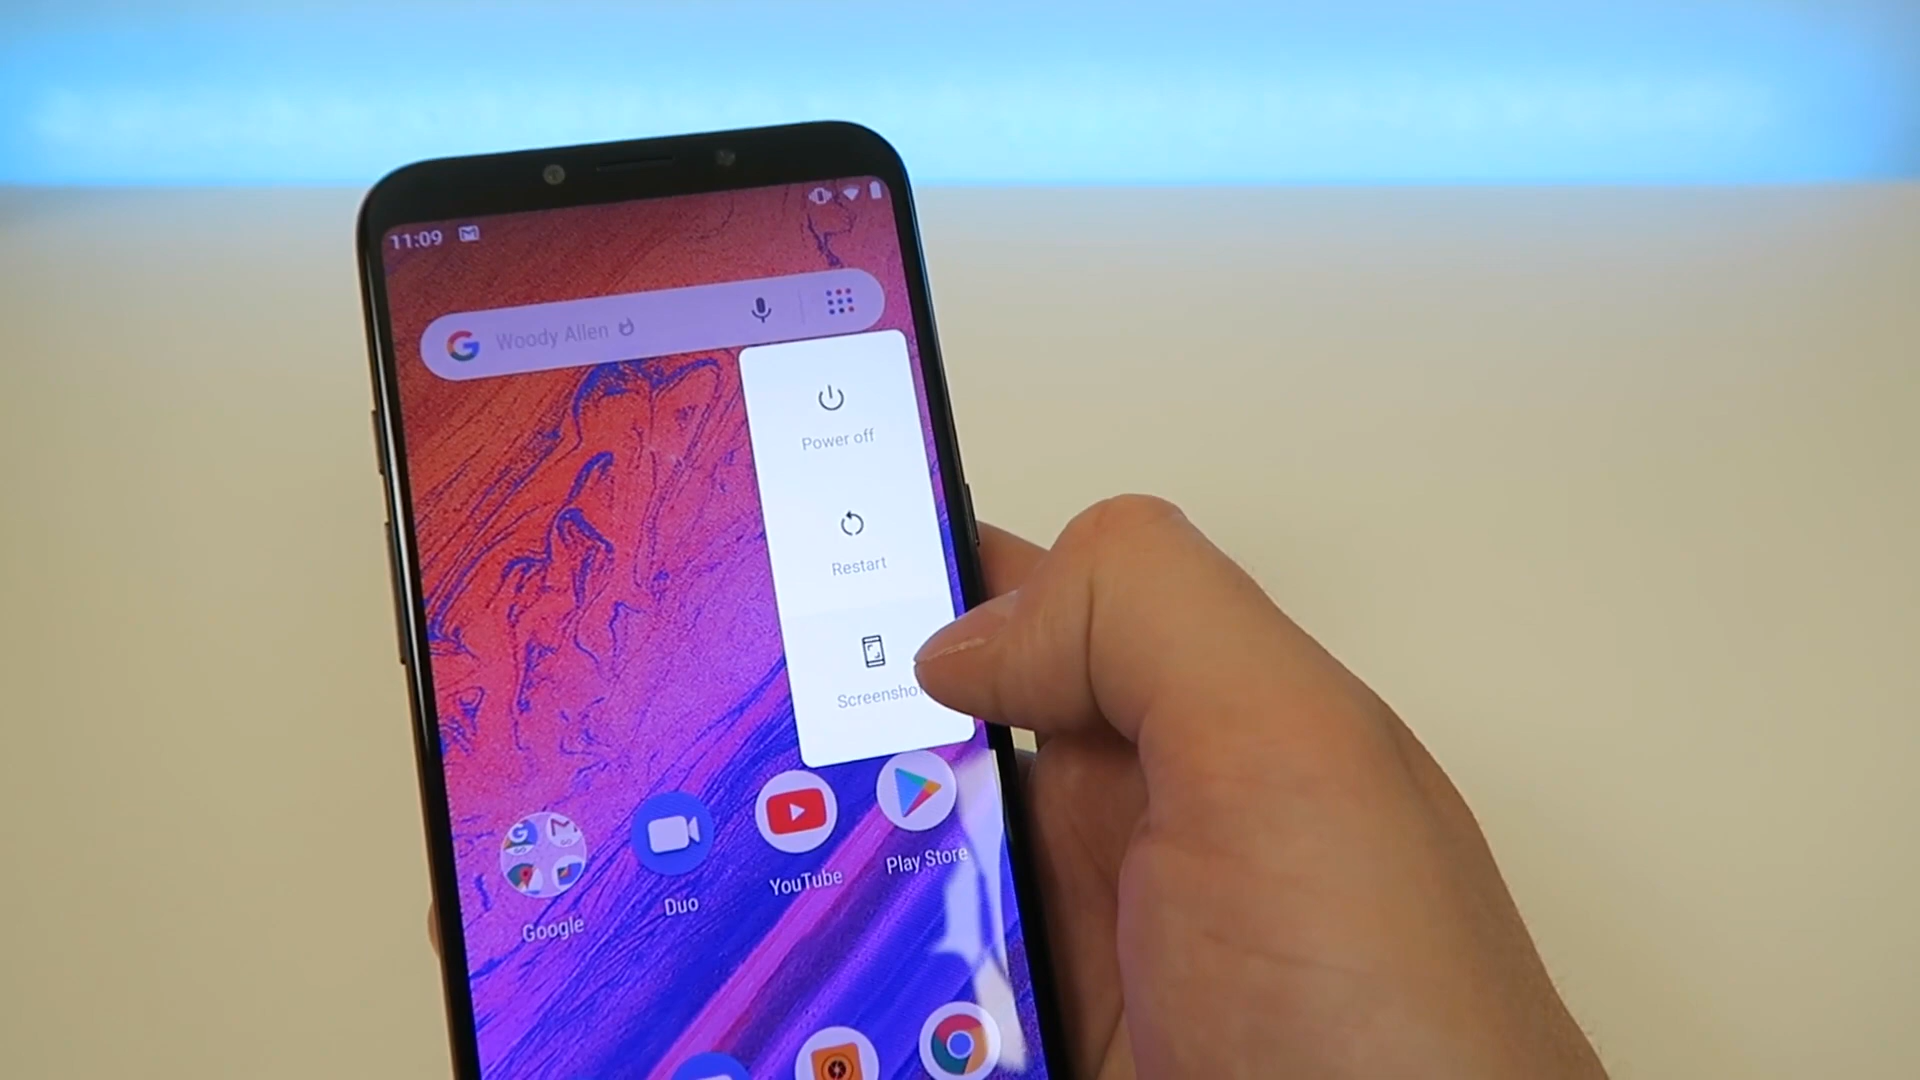 11:09
Woody Allen
Power off
Restart
Screensho
Google
Duo
YouTube
Play Store